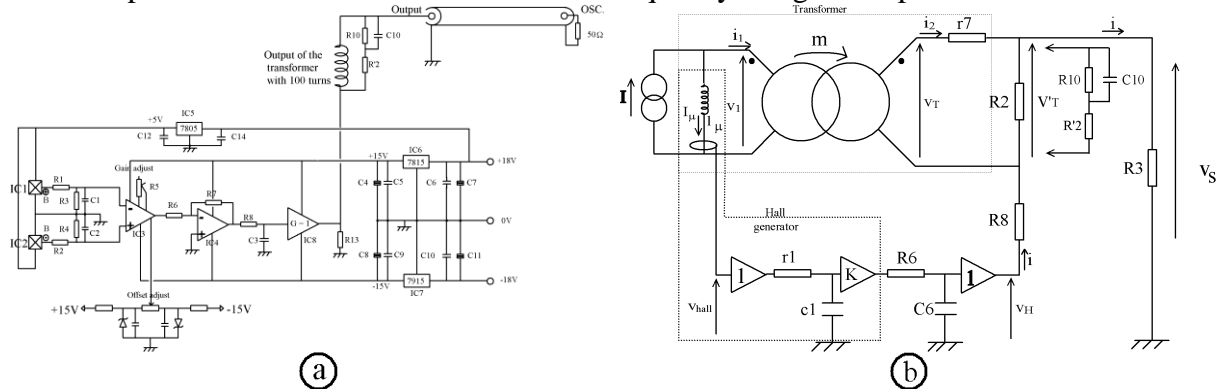 Output
OSC.
R10
C10
50Ω
R'2
Output of the
transformer
with 100 turns
+5V
IC5
7805
C12
C14
Gain adjust
+15V
IC6
7815
+18V
IC1
R1
B
R3
C1
R5
R6
R7
R8
G = 1
C4
C5
C6
C7
0V
IC2
B
R4
C2
R2
IC3
IC4
C3
IC8
R13
C8
C9
C10
C11
-15V
7915
IC7
-18V
Offset adjust
+15V
-15V
a
Transformer
i1
m
i2
r7
i
I
Iμ
lμ
v1
vT
R2
V'T
R10
C10
R'2
R3
vS
Hall
generator
R8
i
1
r1
K
R6
1
vhall
c1
C6
vH
b